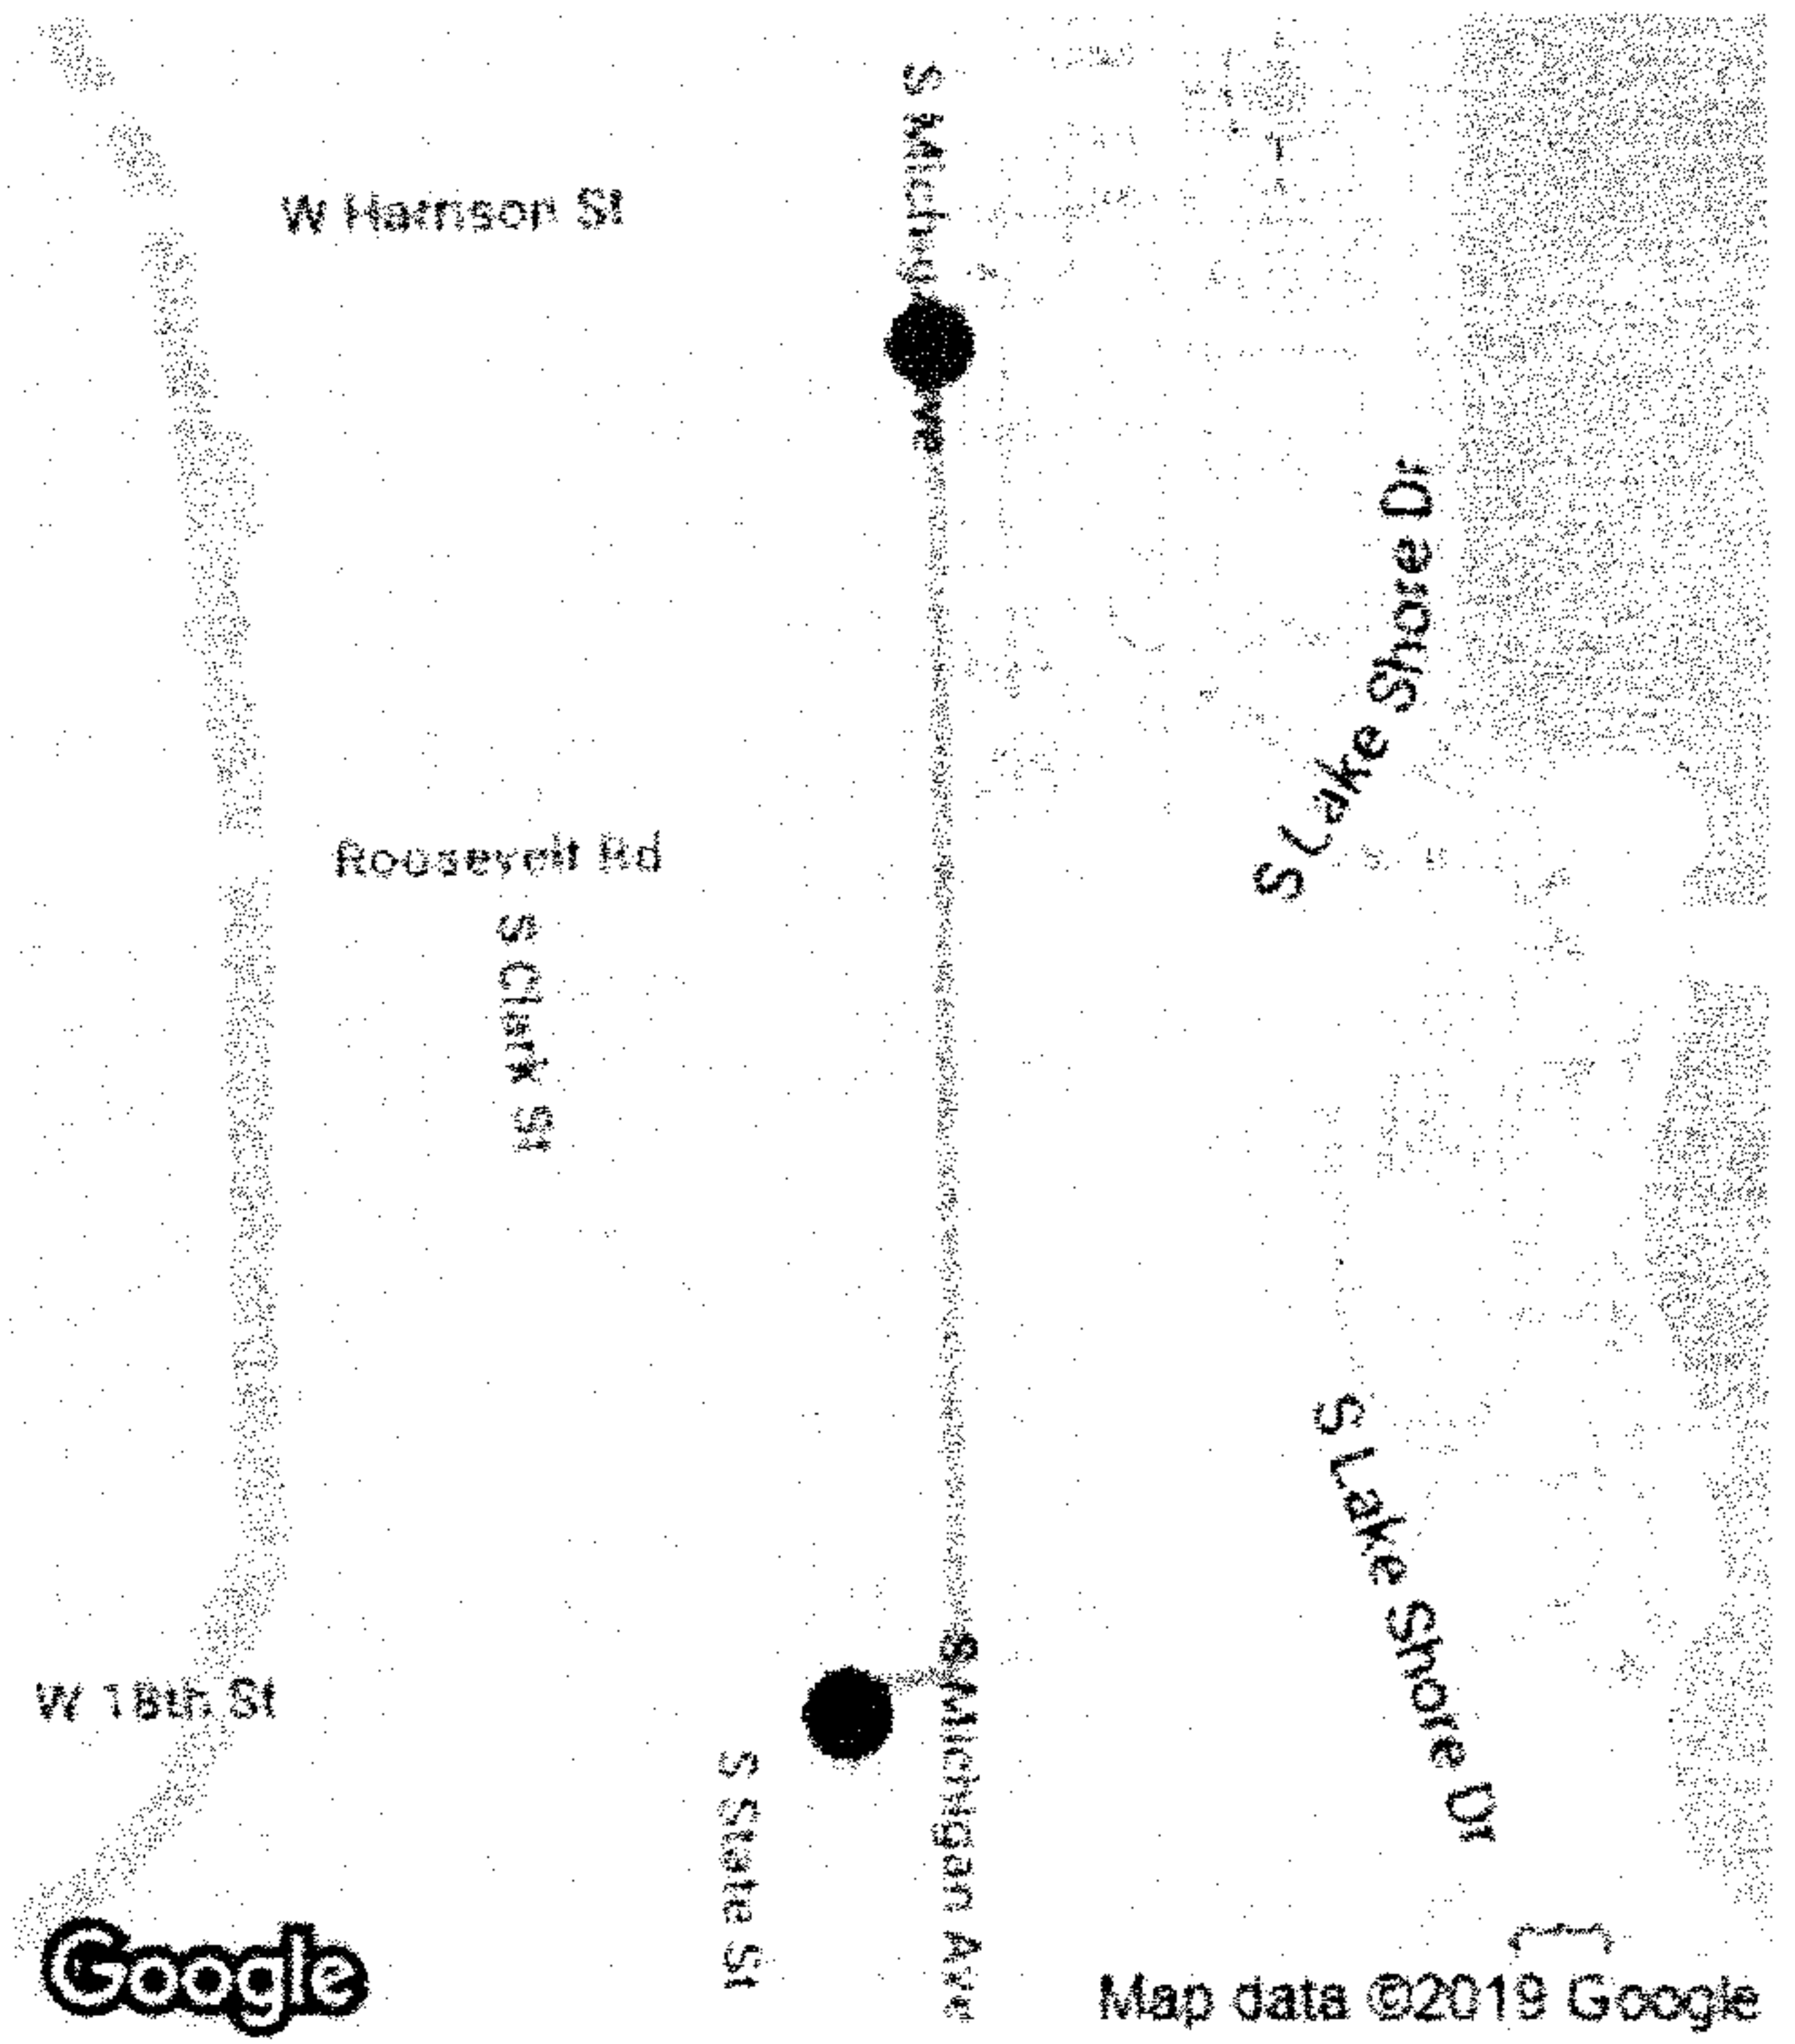 S Michigan Ave
W Harrison St
S Lake Shore Dr
Roosevelt Rd
S Clark St
S Lake Shore Dr
W 18th St
S Michigan Ave
S State St
Google
Map data ©2019 Google